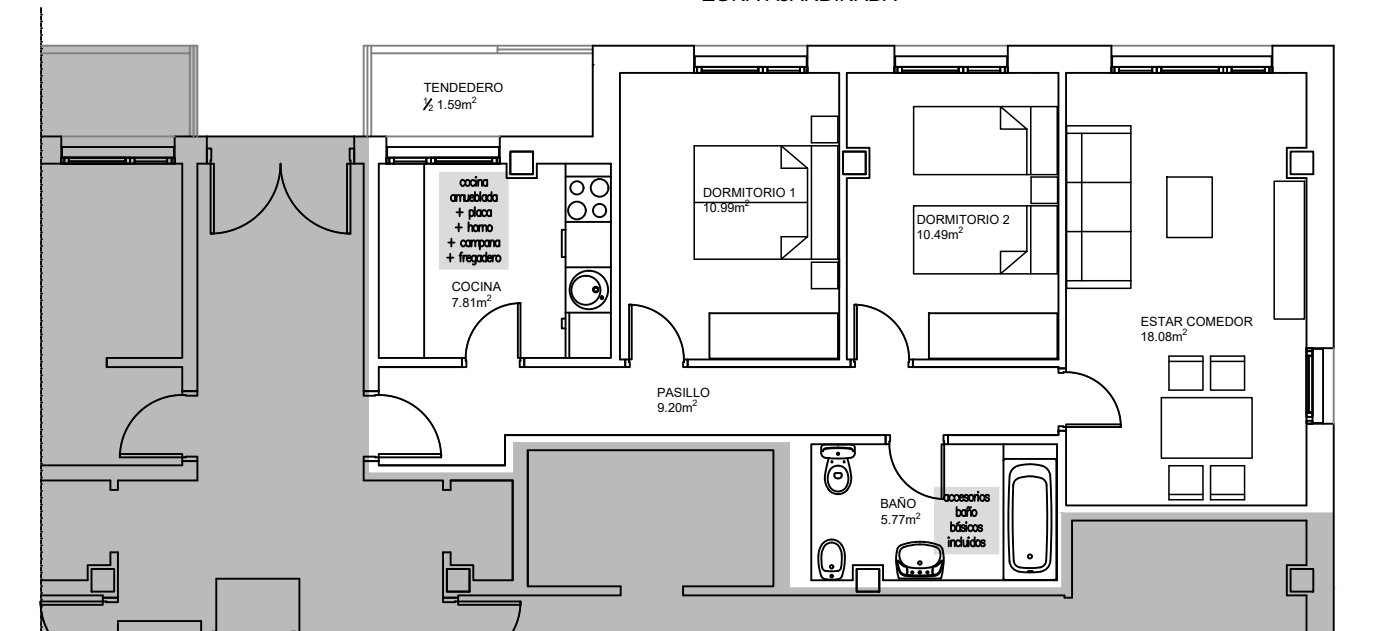 TENDEDERO
½ 1.59m²
cocina
amueblada
+ placa
+ horno
+ campana
+ fregadero
COCINA
7.81m²
DORMITORIO 1
10.99m²
DORMITORIO 2
10.49m²
ESTAR COMEDOR
18.08m²
PASILLO
9.20m²
BAÑO
5.77m²
accesorios
baño
básicos
incluidos